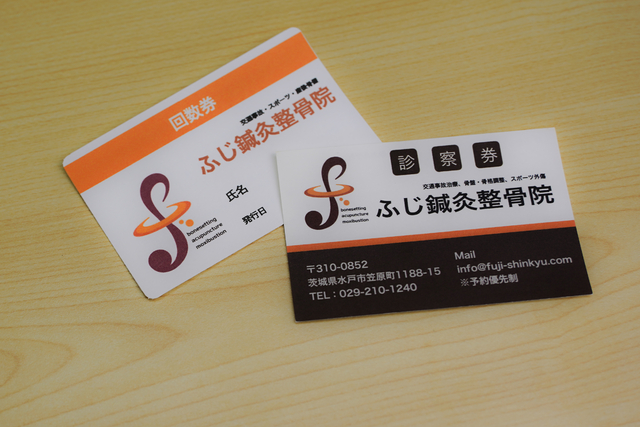 回数券
交通事故・スポーツ・
ふじ鍼灸整骨院
bonesetting
acupuncture
moxibustion
氏名
発行日
診察券
交通事故治療、骨盤・骨格調整、スポーツ外傷
ふじ鍼灸整骨院
bonesetting
acupuncture
moxibustion
〒310-0852
茨城県水戸市笠原町1188-15
TEL：029-210-1240
Mail
info@fuji-shinkyu.com
※予約優先制